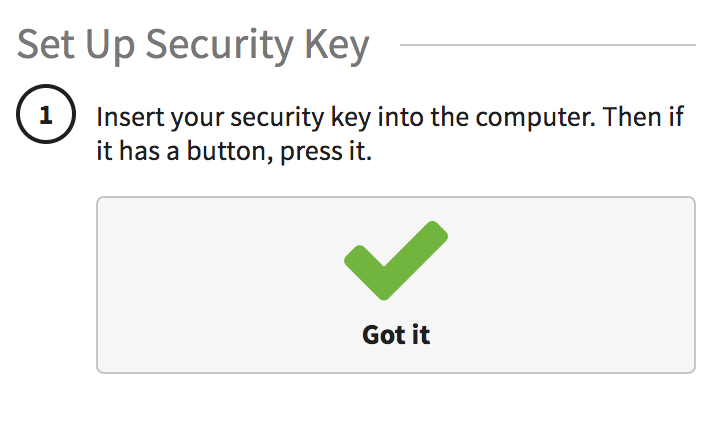 Set Up Security Key
1
Insert your security key into the computer. Then if
it has a button, press it.
Got it